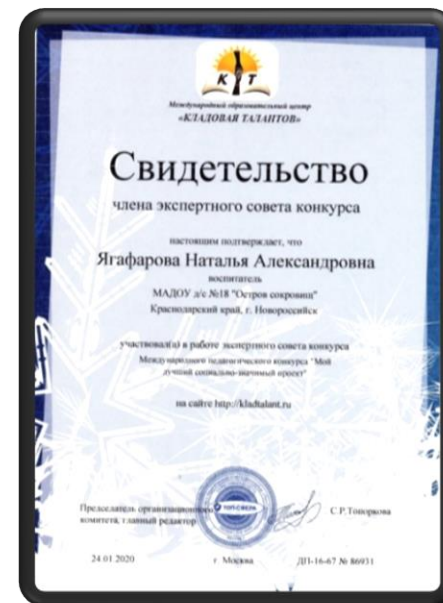 КТ
Международный образовательный центр
«КЛАДОВАЯ ТАЛАНТОВ»
Свидетельство
члена экспертного совета конкурса
настоящим подтверждает, что
Ягафарова Наталья Александровна
воспитатель
МАДОУ д/с №18 "Остров сокровищ"
Краснодарский край, г. Новороссийск
участвовал(а) в работе экспертного совета конкурса
Международного педагогического конкурса "Мой
лучший социально-значимый проект"
на сайте http://kladtalant.ru
Председатель организационного
комитета, главный редактор
С.Р.Топоркова
24.01.2020 г. Москва ДП-16-67 № 86931